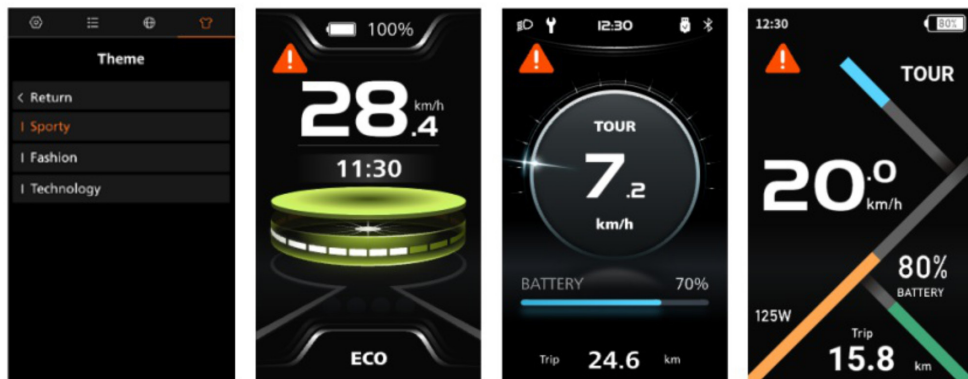 Theme
< Return
I Sporty
I Fashion
I Technology
100%
28.4 km/h
11:30
ECO
12:30
TOUR
7.2
km/h
BATTERY 70%
Trip 24.6 km
12:30 80%
TOUR
20.0 km/h
80%
BATTERY
125W
Trip
15.8 km